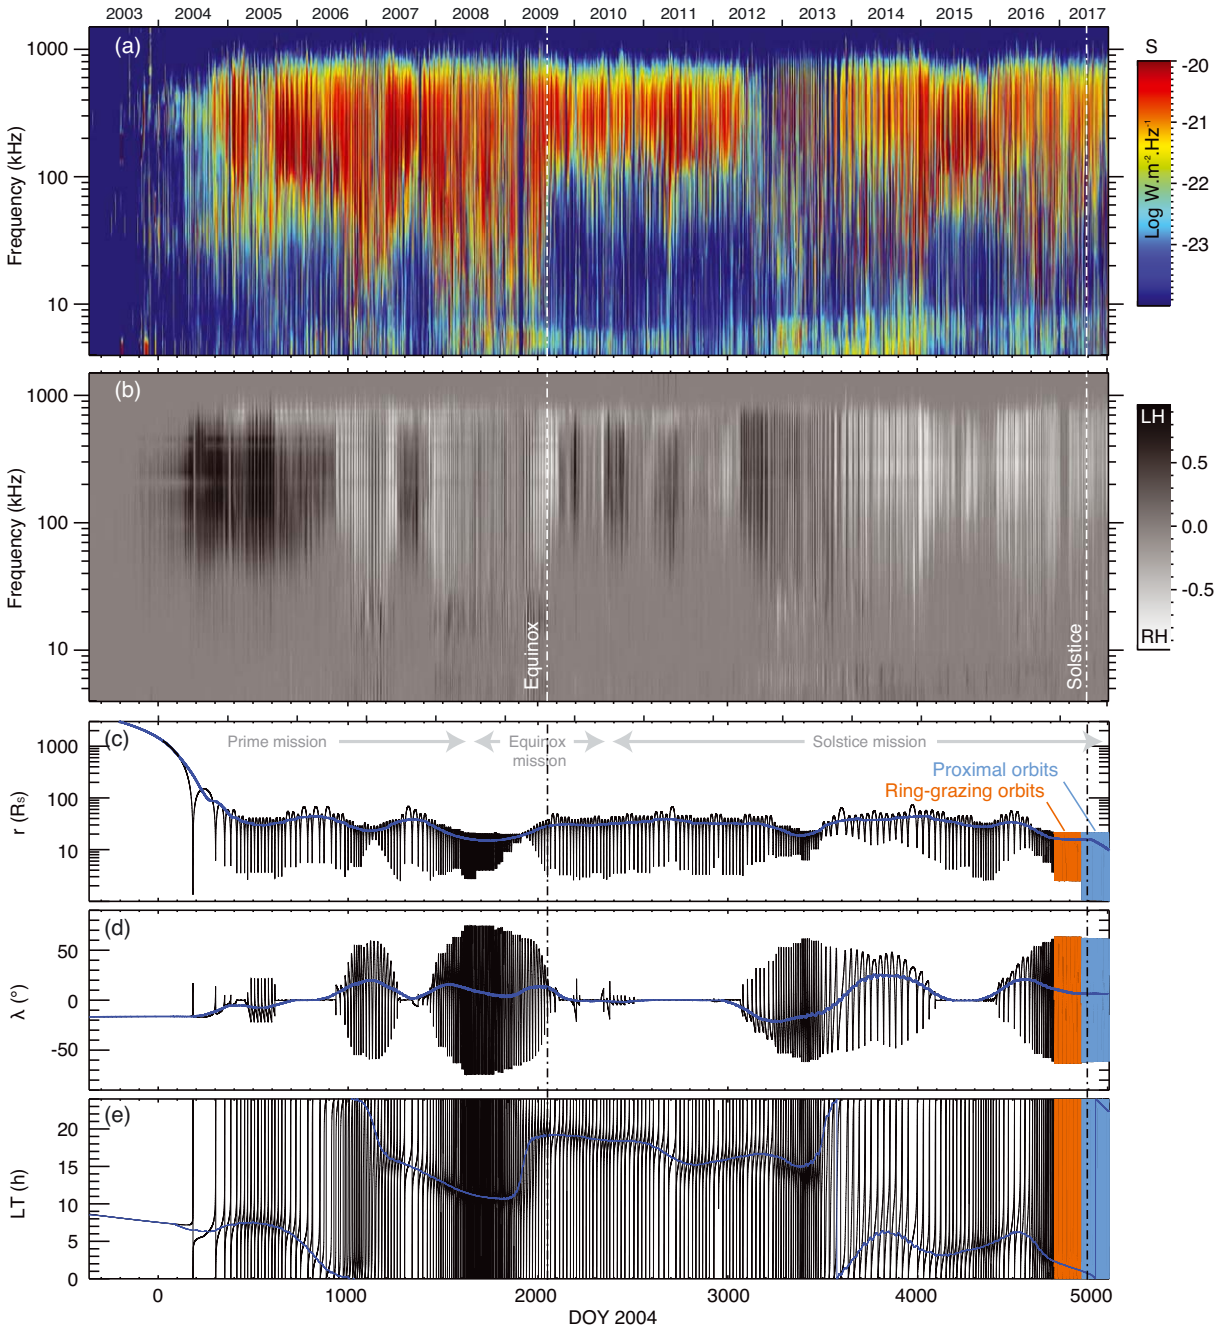 2003 2004 2005 2006 2007 2008 2009 2010 2011 2012 2013 2014 2015 2016 2017
(a)
1000
100
10
Frequency (kHz)
S
-20
-21
-22
-23
Log W.m-2.Hz-1
(b)
1000
100
10
Frequency (kHz)
Equinox
Solstice
LH
0.5
0.0
-0.5
RH
(c)
Prime mission
Equinox
mission
Solstice mission
Proximal orbits
Ring-grazing orbits
1000
100
10
r (Rs)
(d)
50
0
-50
λ (°)
(e)
20
15
10
5
0
LT (h)
0 1000 2000 3000 4000 5000
DOY 2004